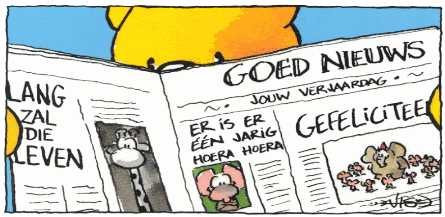 LANG
ZAL
DIE
LEVEN
GOED NIEUWS
JOUW VERJAARDAG
ER IS ER
ÉÉN JARIG
HOERA HOERA
GEFELICITEE